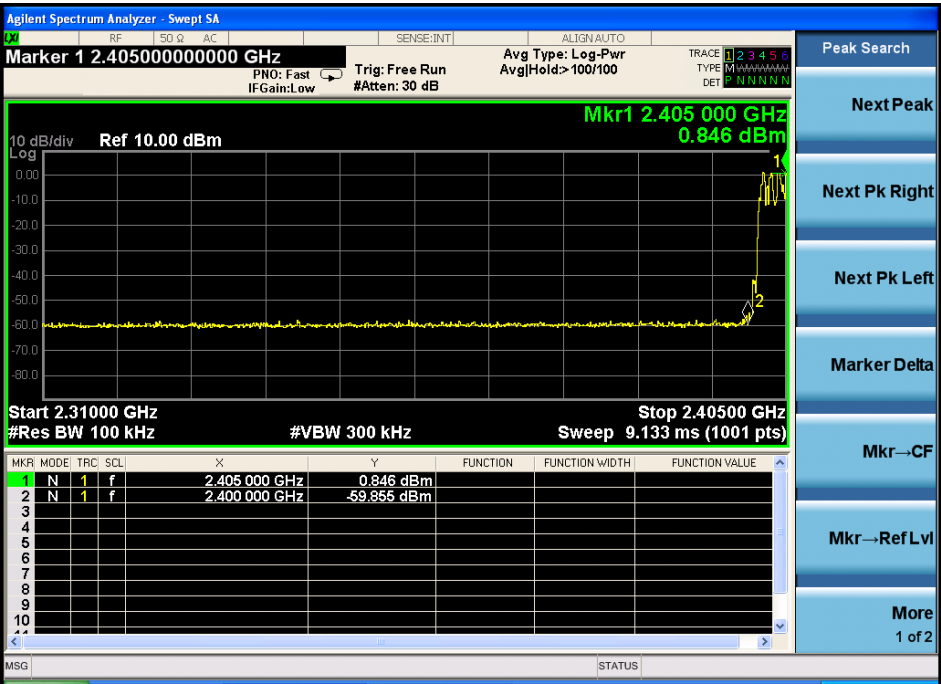 Agilent Spectrum Analyzer - Swept SA
LXI RF 50 Ω AC SENSE:INT ALIGNAUTO
Marker 1 2.405000000000 GHz
PNO: Fast
IFGain:Low
Trig: Free Run
#Atten: 30 dB
Avg Type: Log-Pwr
Avg|Hold:>100/100
TRACE 1 2 3 4 5 6
TYPE M
DET P N N N N N
Mkr1 2.405 000 GHz
0.846 dBm
10 dB/div Ref 10.00 dBm
Log
0.00
-10.0
-20.0
-30.0
-40.0
-50.0
-60.0
-70.0
-80.0
1
2
Start 2.31000 GHz Stop 2.40500 GHz
#Res BW 100 kHz #VBW 300 kHz Sweep 9.133 ms (1001 pts)
MKR MODE TRC SCL X Y FUNCTION FUNCTION WIDTH FUNCTION VALUE
1 N 1 f 2.405 000 GHz 0.846 dBm
2 N 1 f 2.400 000 GHz -59.855 dBm
3
4
5
6
7
8
9
10
11
MSG STATUS
Peak Search
Next Peak
Next Pk Right
Next Pk Left
Marker Delta
Mkr→CF
Mkr→Ref Lvl
More
1 of 2